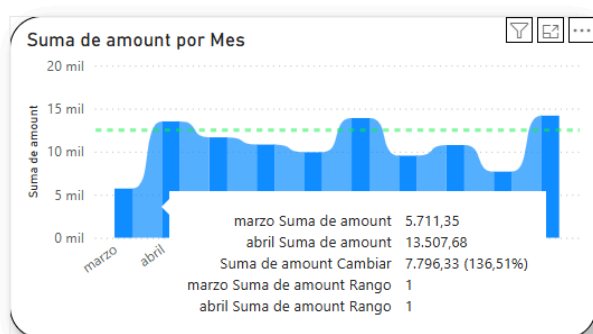 Suma de amount por Mes
20 mil
15 mil
10 mil
5 mil
0 mil
Suma de amount
marzo
abril
marzo Suma de amount 5.711,35
abril Suma de amount 13.507,68
Suma de amount Cambiar 7.796,33 (136,51%)
marzo Suma de amount Rango 1
abril Suma de amount Rango 1